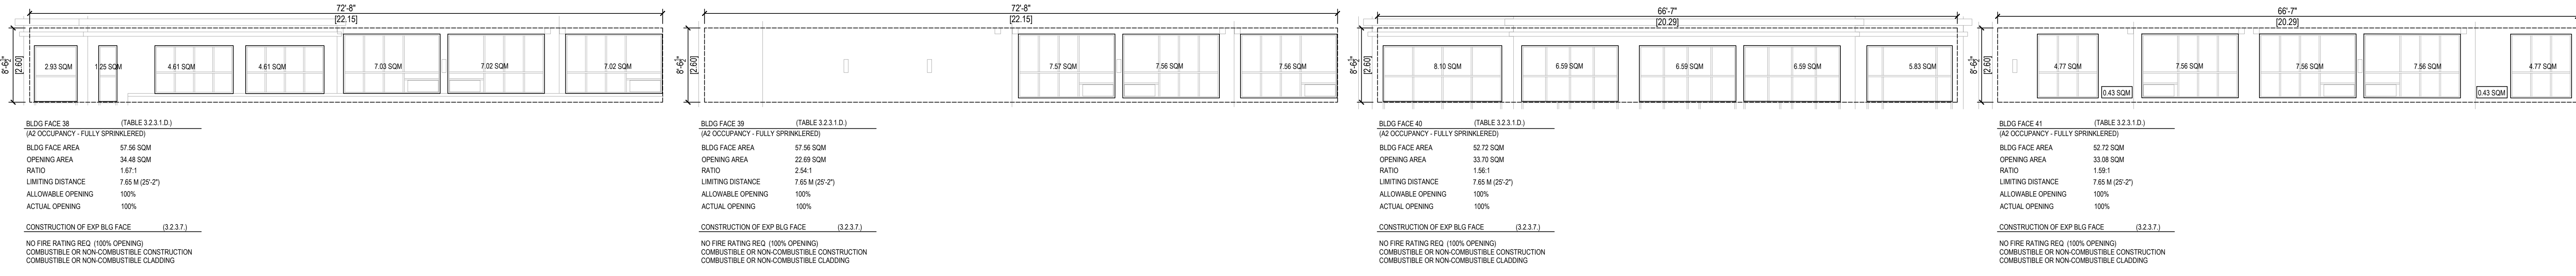 72'-8"
[22.15]
8'-6½"
[2.60]
2.93 SQM
1.25 SQM
4.61 SQM
4.61 SQM
7.03 SQM
7.02 SQM
7.02 SQM
BLDG FACE 38 (TABLE 3.2.3.1.D.)
(A2 OCCUPANCY - FULLY SPRINKLERED)
BLDG FACE AREA 57.56 SQM
OPENING AREA 34.48 SQM
RATIO 1.67:1
LIMITING DISTANCE 7.65 M (25'-2")
ALLOWABLE OPENING 100%
ACTUAL OPENING 100%
CONSTRUCTION OF EXP BLG FACE (3.2.3.7.)
NO FIRE RATING REQ (100% OPENING)
COMBUSTIBLE OR NON-COMBUSTIBLE CONSTRUCTION
COMBUSTIBLE OR NON-COMBUSTIBLE CLADDING
72'-8"
[22.15]
8'-6½"
[2.60]
7.57 SQM
7.56 SQM
7.56 SQM
BLDG FACE 39 (TABLE 3.2.3.1.D.)
(A2 OCCUPANCY - FULLY SPRINKLERED)
BLDG FACE AREA 57.56 SQM
OPENING AREA 22.69 SQM
RATIO 2.54:1
LIMITING DISTANCE 7.65 M (25'-2")
ALLOWABLE OPENING 100%
ACTUAL OPENING 100%
CONSTRUCTION OF EXP BLG FACE (3.2.3.7.)
NO FIRE RATING REQ (100% OPENING)
COMBUSTIBLE OR NON-COMBUSTIBLE CONSTRUCTION
COMBUSTIBLE OR NON-COMBUSTIBLE CLADDING
66'-7"
[20.29]
8'-6½"
[2.60]
8.10 SQM
6.59 SQM
6.59 SQM
6.59 SQM
5.83 SQM
BLDG FACE 40 (TABLE 3.2.3.1.D.)
(A2 OCCUPANCY - FULLY SPRINKLERED)
BLDG FACE AREA 52.72 SQM
OPENING AREA 33.70 SQM
RATIO 1.56:1
LIMITING DISTANCE 7.65 M (25'-2")
ALLOWABLE OPENING 100%
ACTUAL OPENING 100%
CONSTRUCTION OF EXP BLG FACE (3.2.3.7.)
NO FIRE RATING REQ (100% OPENING)
COMBUSTIBLE OR NON-COMBUSTIBLE CONSTRUCTION
COMBUSTIBLE OR NON-COMBUSTIBLE CLADDING
66'-7"
[20.29]
8'-6½"
[2.60]
4.77 SQM
0.43 SQM
7.56 SQM
7.56 SQM
7.56 SQM
0.43 SQM
4.77 SQM
BLDG FACE 41 (TABLE 3.2.3.1.D.)
(A2 OCCUPANCY - FULLY SPRINKLERED)
BLDG FACE AREA 52.72 SQM
OPENING AREA 33.08 SQM
RATIO 1.59:1
LIMITING DISTANCE 7.65 M (25'-2")
ALLOWABLE OPENING 100%
ACTUAL OPENING 100%
CONSTRUCTION OF EXP BLG FACE (3.2.3.7.)
NO FIRE RATING REQ (100% OPENING)
COMBUSTIBLE OR NON-COMBUSTIBLE CONSTRUCTION
COMBUSTIBLE OR NON-COMBUSTIBLE CLADDING